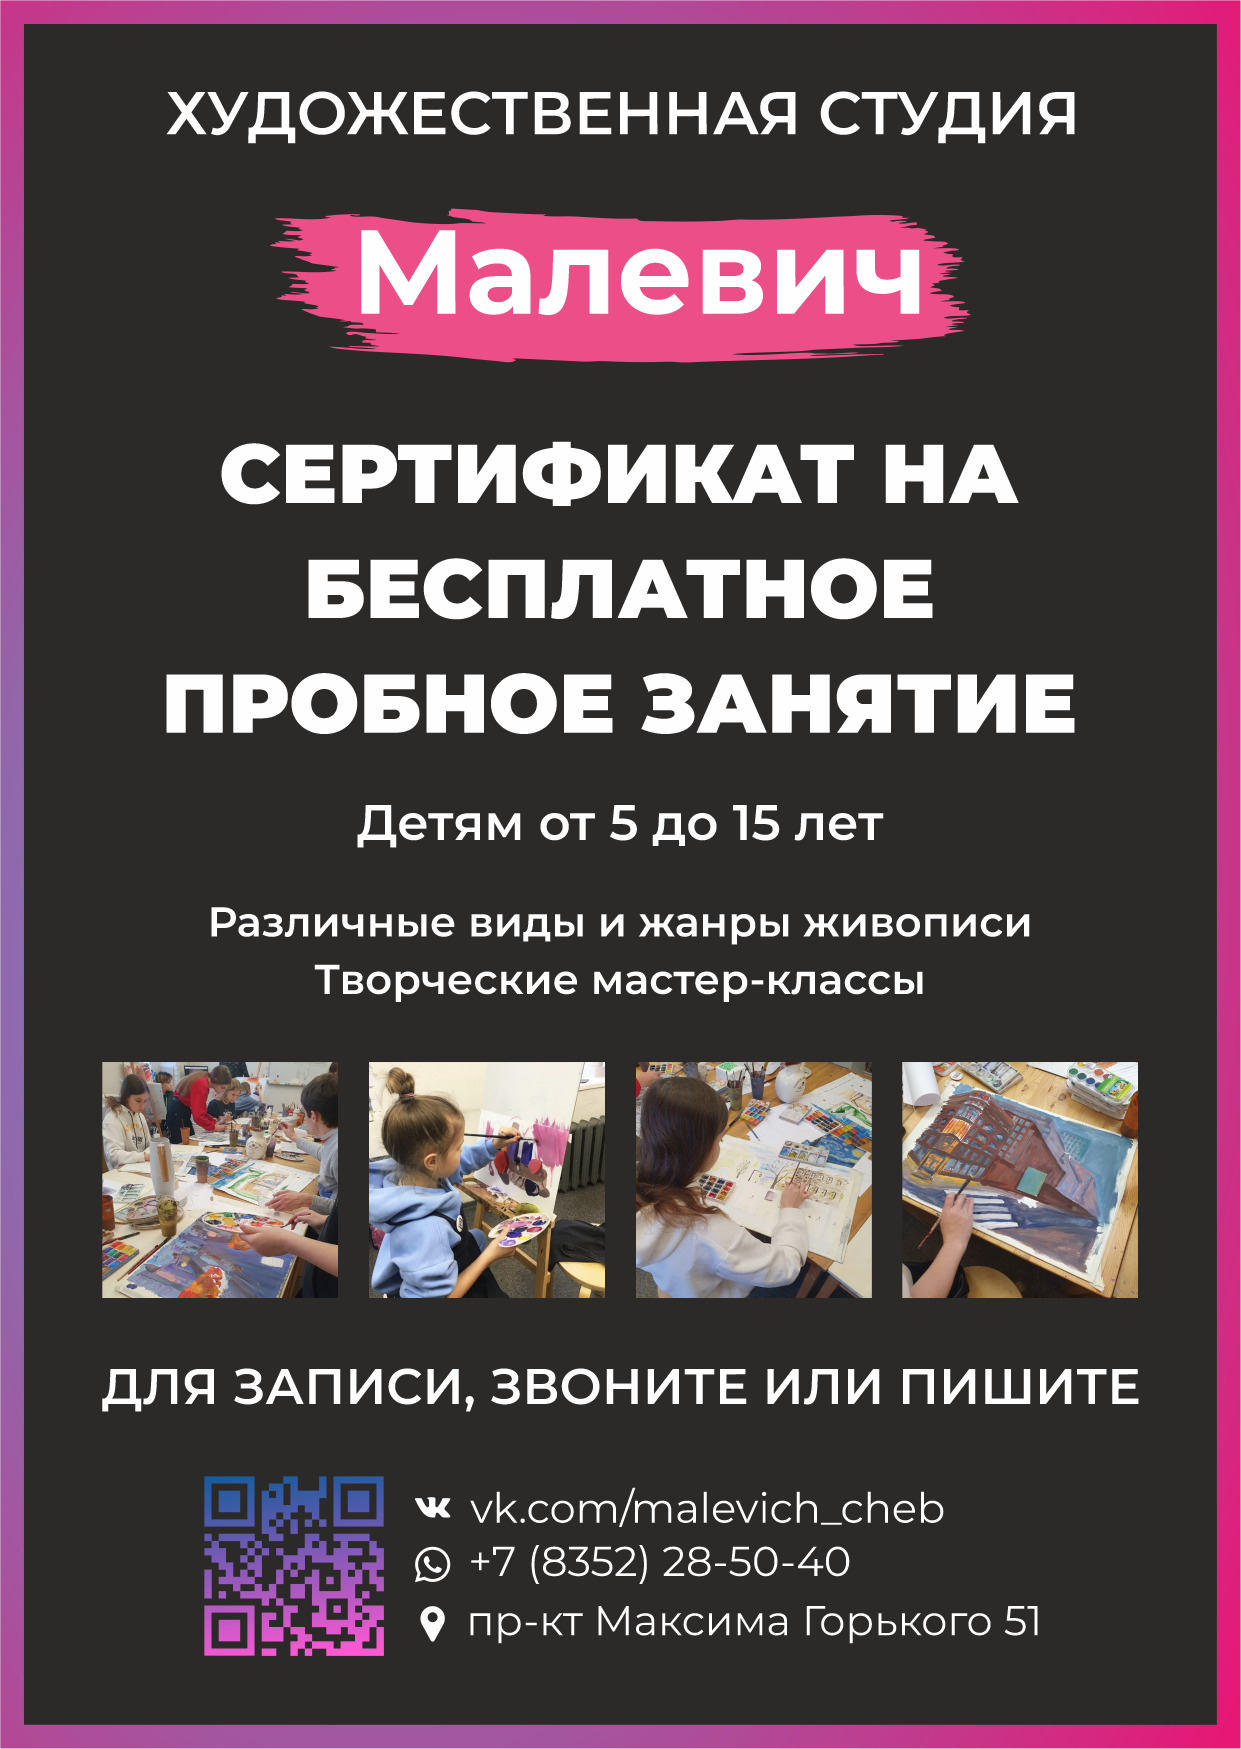 ХУДОЖЕСТВЕННАЯ СТУДИЯ
Малевич
СЕРТИФИКАТ НА
БЕСПЛАТНОЕ
ПРОБНОЕ ЗАНЯТИЕ
Детям от 5 до 15 лет
Различные виды и жанры живописи
Творческие мастер-классы
ДЛЯ ЗАПИСИ, ЗВОНИТЕ ИЛИ ПИШИТЕ
vk.com/malevich_cheb
+7 (8352) 28-50-40
пр-кт Максима Горького 51